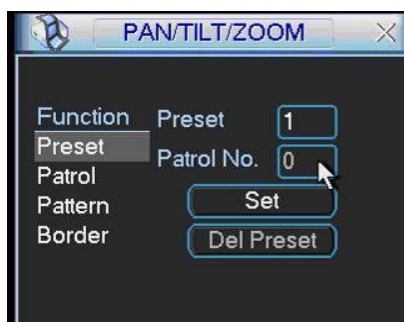 PAN/TILT/ZOOM
Function
Preset
Patrol
Pattern
Border
Preset 1
Patrol No. 0
Set
Del Preset